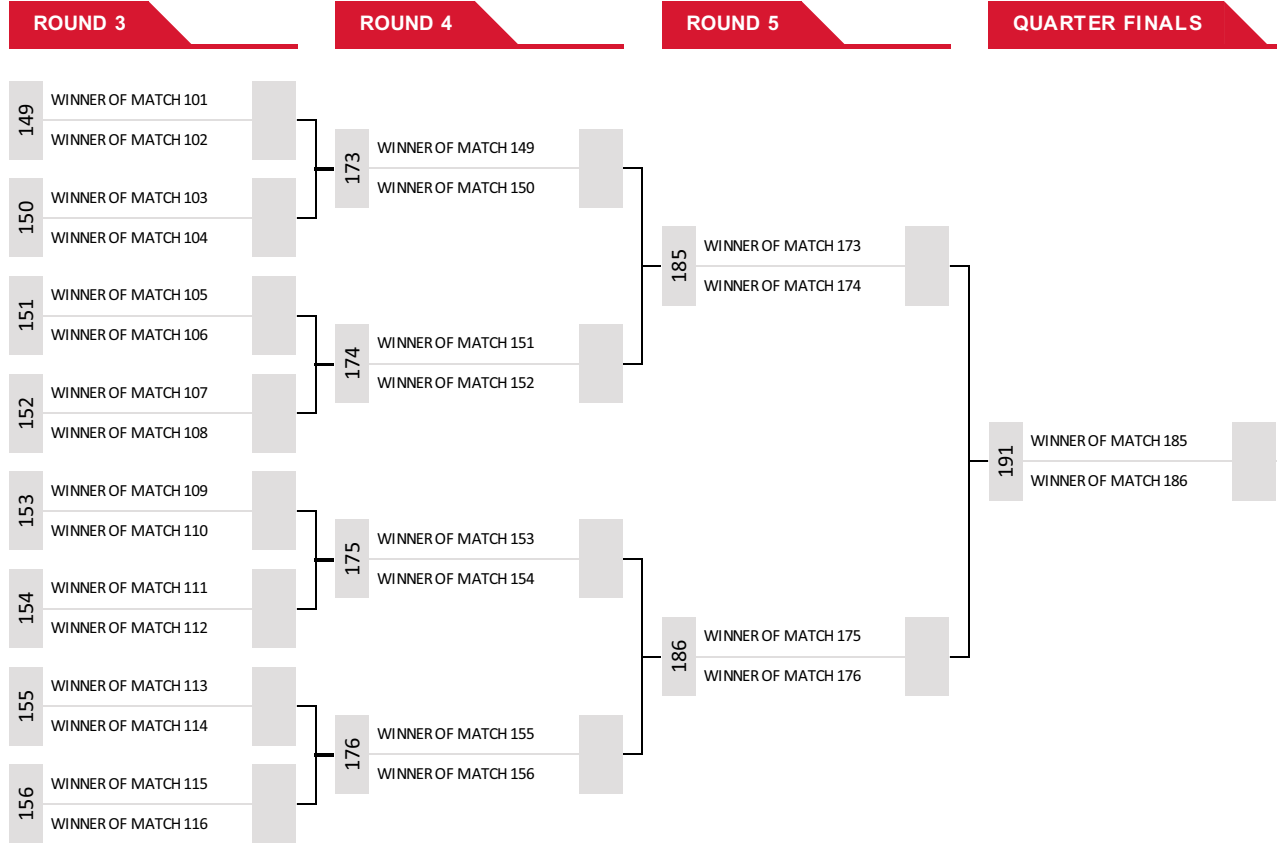 ROUND 3
ROUND 4
ROUND 5
QUARTER FINALS
149
WINNER OF MATCH 101
WINNER OF MATCH 102
150
WINNER OF MATCH 103
WINNER OF MATCH 104
151
WINNER OF MATCH 105
WINNER OF MATCH 106
152
WINNER OF MATCH 107
WINNER OF MATCH 108
153
WINNER OF MATCH 109
WINNER OF MATCH 110
154
WINNER OF MATCH 111
WINNER OF MATCH 112
155
WINNER OF MATCH 113
WINNER OF MATCH 114
156
WINNER OF MATCH 115
WINNER OF MATCH 116
173
WINNER OF MATCH 149
WINNER OF MATCH 150
174
WINNER OF MATCH 151
WINNER OF MATCH 152
175
WINNER OF MATCH 153
WINNER OF MATCH 154
176
WINNER OF MATCH 155
WINNER OF MATCH 156
185
WINNER OF MATCH 173
WINNER OF MATCH 174
186
WINNER OF MATCH 175
WINNER OF MATCH 176
191
WINNER OF MATCH 185
WINNER OF MATCH 186